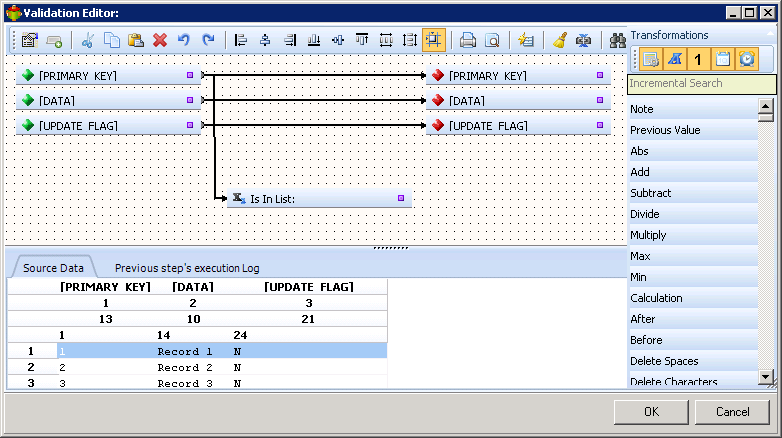 Validation Editor:
Transformations
1
Incremental Search
[PRIMARY KEY] [PRIMARY KEY]
[DATA] [DATA]
[UPDATE FLAG] [UPDATE FLAG]
Is In List:
Note
Previous Value
Abs
Add
Subtract
Divide
Multiply
Max
Min
Calculation
After
Before
Delete Spaces
Delete Characters
Source Data Previous step's execution Log
[PRIMARY KEY] [DATA] [UPDATE FLAG]
1 2 3
13 10 21
1 14 24
1 1 Record 1 N
2 2 Record 2 N
3 3 Record 3 N
OK Cancel